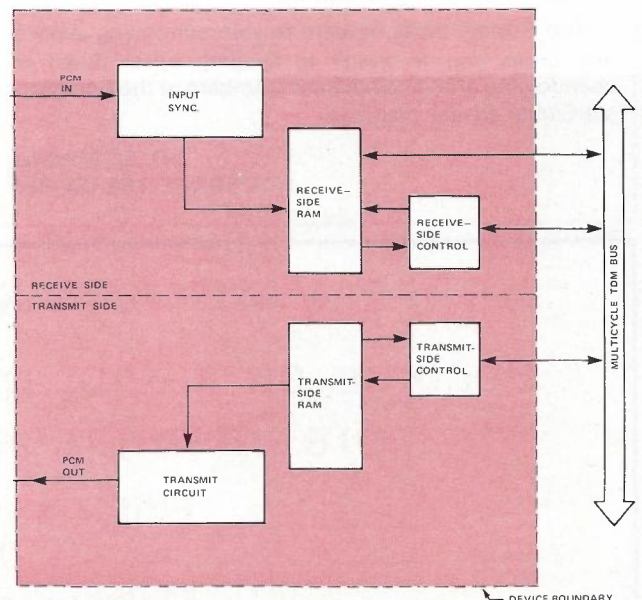 PCM
IN
INPUT
SYNC.
RECEIVE-
SIDE
RAM
RECEIVE-
SIDE
CONTROL
RECEIVE SIDE
TRANSMIT SIDE
TRANSMIT-
SIDE
RAM
TRANSMIT-
SIDE
CONTROL
PCM
OUT
TRANSMIT
CIRCUIT
MULTICYCLE TDM BUS
DEVICE BOUNDARY